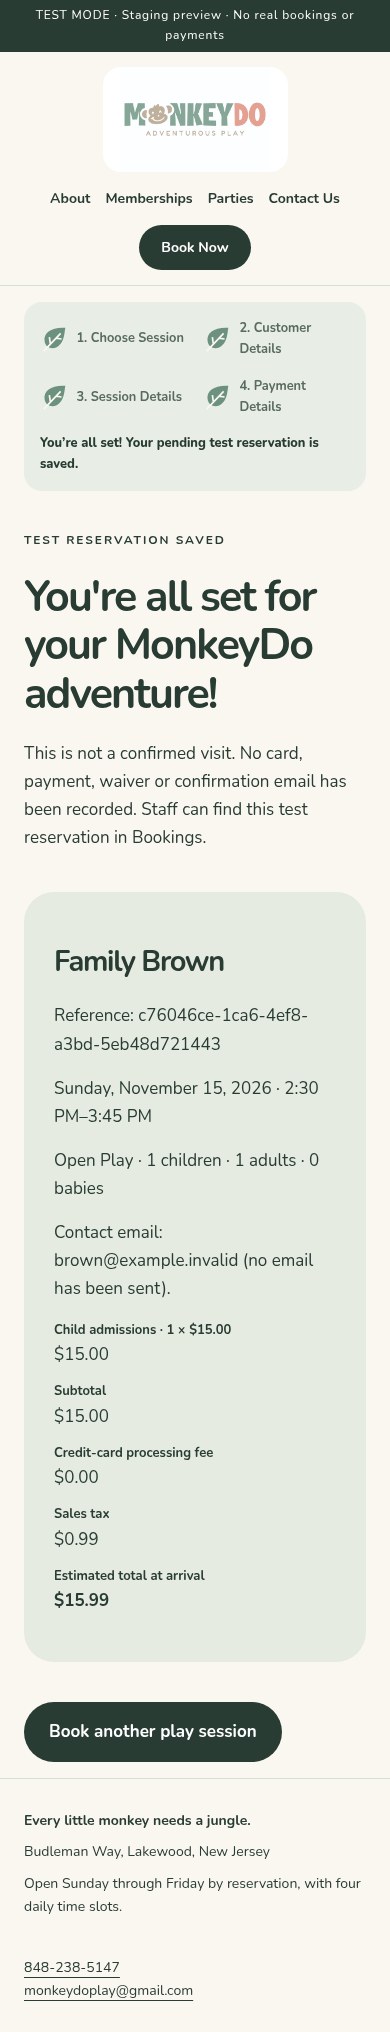 TEST MODE · Staging preview · No real bookings or
payments
MONKEYDO
ADVENTUROUS PLAY
About Memberships Parties Contact Us
Book Now
1. Choose Session
2. Customer
Details
3. Session Details
4. Payment
Details
You're all set! Your pending test reservation is
saved.
TEST RESERVATION SAVED
You're all set for
your MonkeyDo
adventure!
This is not a confirmed visit. No card,
payment, waiver or confirmation email has
been recorded. Staff can find this test
reservation in Bookings.
Family Brown
Reference: c76046ce-1ca6-4ef8-
a3bd-5eb48d721443
Sunday, November 15, 2026 · 2:30
PM–3:45 PM
Open Play · 1 children · 1 adults · 0
babies
Contact email:
brown@example.invalid (no email
has been sent).
Child admissions · 1 × $15.00
$15.00
Subtotal
$15.00
Credit-card processing fee
$0.00
Sales tax
$0.99
Estimated total at arrival
$15.99
Book another play session
Every little monkey needs a jungle.
Budleman Way, Lakewood, New Jersey
Open Sunday through Friday by reservation, with four
daily time slots.
848-238-5147
monkeydoplay@gmail.com